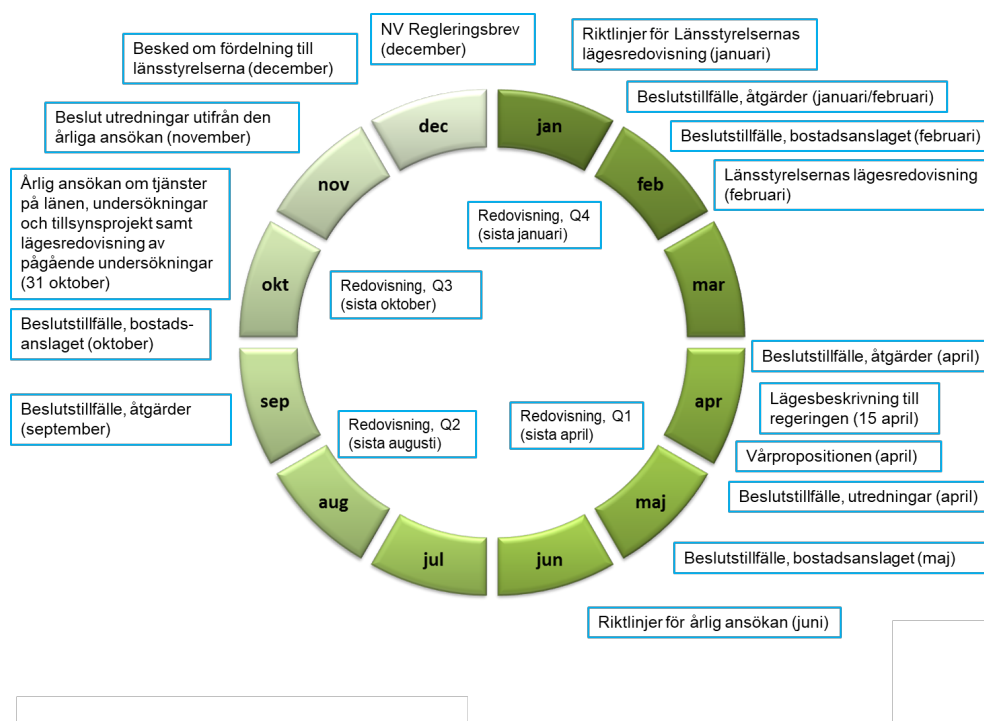 NV Regleringsbrev
(december)
Riktlinjer för Länsstyrelsernas
lägesredovisning (januari)
Besked om fördelning till
länsstyrelserna (december)
Beslutstillfälle, åtgärder (januari/februari)
Beslut utredningar utifrån den
årliga ansökan (november)
dec
jan
Beslutstillfälle, bostadsanslaget (februari)
Länsstyrelsernas lägesredovisning
(februari)
nov
feb
Årlig ansökan om tjänster
på länen, undersökningar
och tillsynsprojekt samt
lägesredovisning av
pågående undersökningar
(31 oktober)
Redovisning, Q4
(sista januari)
okt
Redovisning, Q3
(sista oktober)
mar
Beslutstillfälle, bostads-
anslaget (oktober)
Beslutstillfälle, åtgärder (april)
Beslutstillfälle, åtgärder
(september)
sep
Redovisning, Q2
(sista augusti)
Redovisning, Q1
(sista april)
apr
Lägesbeskrivning till
regeringen (15 april)
Vårpropositionen (april)
Beslutstillfälle, utredningar (april)
aug
maj
jul
jun
Beslutstillfälle, bostadsanslaget (maj)
Riktlinjer för årlig ansökan (juni)